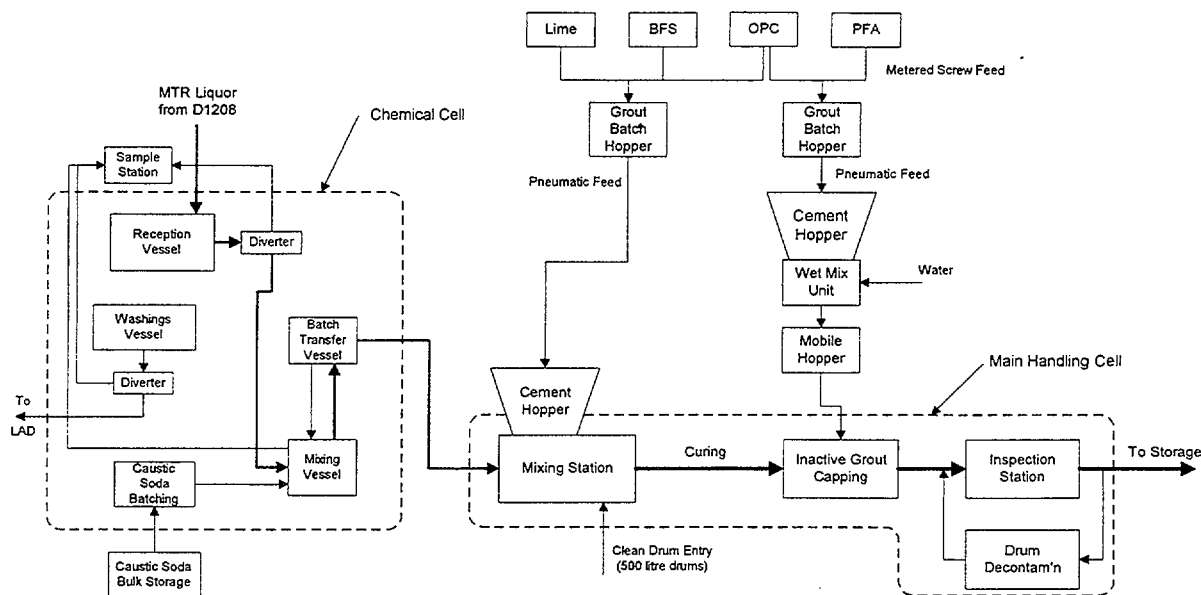 Lime
BFS
OPC
PFA
Metered Screw Feed
MTR Liquor
from D1208
Chemical Cell
Grout
Batch
Hopper
Grout
Batch
Hopper
Sample
Station
Pneumatic Feed
Pneumatic Feed
Reception
Vessel
Diverter
Cement
Hopper
Wet Mix
Unit
Water
Washings
Vessel
Batch
Transfer
Vessel
Mobile
Hopper
Main Handling Cell
Diverter
To
LAD
Cement
Hopper
Mixing
Vessel
Caustic
Soda
Batching
Mixing Station
Curing
Inactive Grout
Capping
Inspection
Station
To Storage
Clean Drum Entry
(500 litre drums)
Drum
Decontam'n
Caustic Soda
Bulk Storage